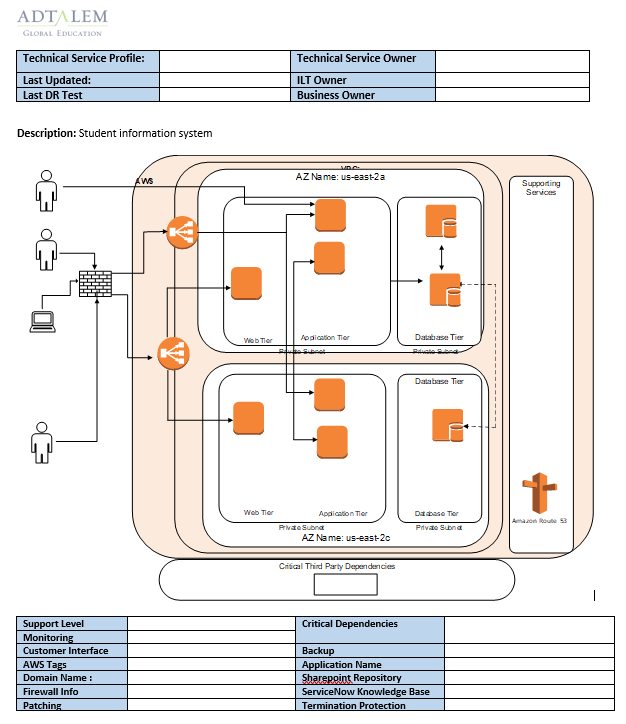 ADTALEM
GLOBAL EDUCATION
Technical Service Profile:
Technical Service Owner
Last Updated:
ILT Owner
Last DR Test
Business Owner
Description: Student information system
AWS
VPC:
AZ Name: us-east-2a
Supporting
Services
Web Tier
Application Tier
Database Tier
Private Subnet
Private Subnet
Database Tier
Web Tier
Application Tier
Database Tier
Private Subnet
Private Subnet
AZ Name: us-east-2c
Amazon Route 53
Critical Third Party Dependencies
Support Level
Critical Dependencies
Monitoring
Customer Interface
Backup
AWS Tags
Application Name
Domain Name :
Sharepoint Repository
Firewall Info
ServiceNow Knowledge Base
Patching
Termination Protection